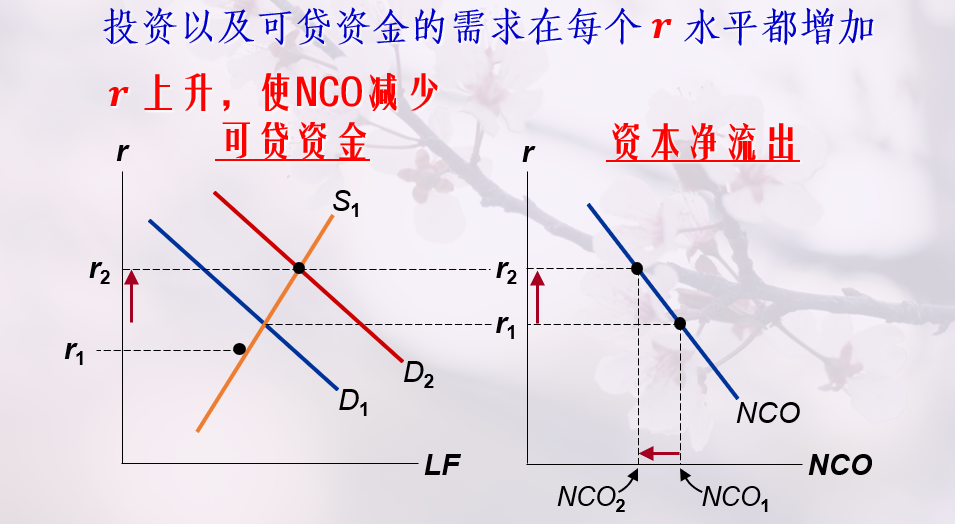 投资以及可贷资金的需求在每个 r 水平都增加
r 上升，使NCO减少
可贷资金
资本净流出
r
r
S₁
r₂
r₂
r₁
r₁
D₂
D₁
NCO
LF
NCO
NCO₂
NCO₁